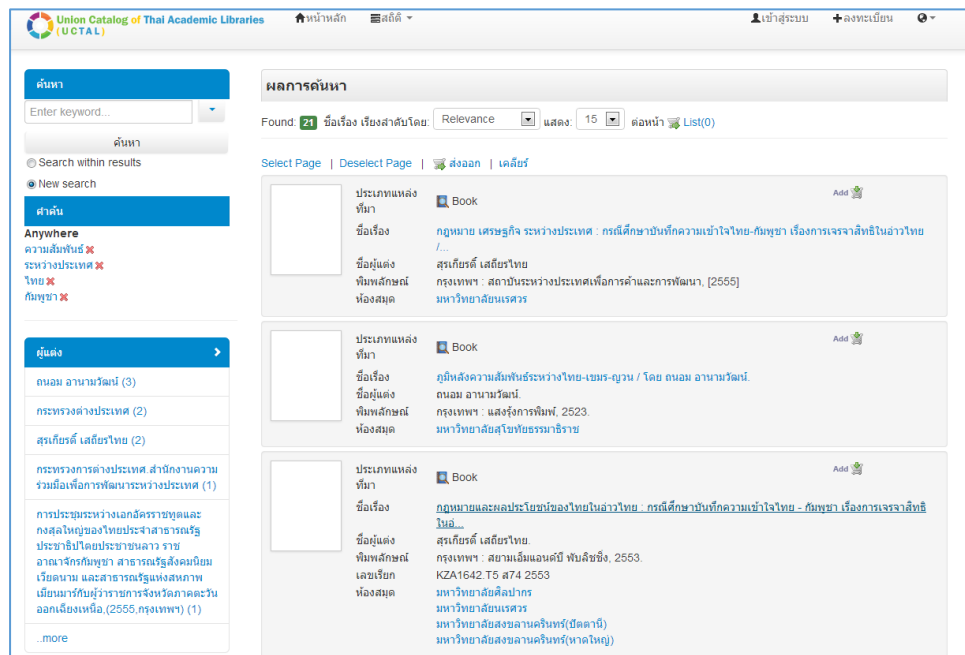 Union Catalog of Thai Academic Libraries
(UCTAL)
หน้าหลัก
สถิติ
เข้าสู่ระบบ
ลงทะเบียน
ค้นหา
Enter keyword...
ค้นหา
Search within results
New search
คำค้น
Anywhere
ความสัมพันธ์
ระหว่างประเทศ
ไทย
กัมพูชา
ผู้แต่ง
ถนอม อานามวัฒน์ (3)
กระทรวงต่างประเทศ (2)
สุรเกียรติ์ เสถียรไทย (2)
กระทรวงการต่างประเทศ.สำนักงานความ
ร่วมมือเพื่อการพัฒนาระหว่างประเทศ (1)
การประชุมระหว่างเอกอัครราชทูตและ
กงสุลใหญ่ของไทยประจำสาธารณรัฐ
ประชาธิปไตยประชาชนลาว ราช
อาณาจักรกัมพูชา สาธารณรัฐสังคมนิยม
เวียดนาม และสาธารณรัฐแห่งสหภาพ
เมียนมาร์กับผู้ว่าราชการจังหวัดภาคตะวัน
ออกเฉียงเหนือ,(2555,กรุงเทพฯ) (1)
..more
ผลการค้นหา
Found: 21 ชื่อเรื่อง เรียงลำดับโดย: Relevance แสดง: 15 ต่อหน้า List(0)
Select Page | Deselect Page | ส่งออก | เคลียร์
ประเภทแหล่ง
ที่มา
Book
Add
ชื่อเรื่อง กฎหมาย เศรษฐกิจ ระหว่างประเทศ : กรณีศึกษาบันทึกความเข้าใจไทย-กัมพูชา เรื่องการเจรจาสิทธิในอ่าวไทย
/...
ชื่อผู้แต่ง สุรเกียรติ์ เสถียรไทย
พิมพลักษณ์ กรุงเทพฯ : สถาบันระหว่างประเทศเพื่อการค้าและการพัฒนา, [2555]
ห้องสมุด มหาวิทยาลัยนเรศวร
ประเภทแหล่ง
ที่มา
Book
Add
ชื่อเรื่อง ภูมิหลังความสัมพันธ์ระหว่างไทย-เขมร-ญวน / โดย ถนอม อานามวัฒน์.
ชื่อผู้แต่ง ถนอม อานามวัฒน์.
พิมพลักษณ์ กรุงเทพฯ : แสงรุ้งการพิมพ์, 2523.
ห้องสมุด มหาวิทยาลัยสุโขทัยธรรมาธิราช
ประเภทแหล่ง
ที่มา
Book
Add
ชื่อเรื่อง กฎหมายและผลประโยชน์ของไทยในอ่าวไทย : กรณีศึกษาบันทึกความเข้าใจไทย - กัมพูชา เรื่องการเจรจาสิทธิ
ในอ่...
ชื่อผู้แต่ง สุรเกียรติ์ เสถียรไทย.
พิมพลักษณ์ กรุงเทพฯ : สยามเอ็มแอนด์บี พับลิชชิ่ง, 2553.
เลขเรียก KZA1642.T5 ส74 2553
ห้องสมุด มหาวิทยาลัยศิลปากร
มหาวิทยาลัยนเรศวร
มหาวิทยาลัยสงขลานครินทร์(ปัตตานี)
มหาวิทยาลัยสงขลานครินทร์(หาดใหญ่)